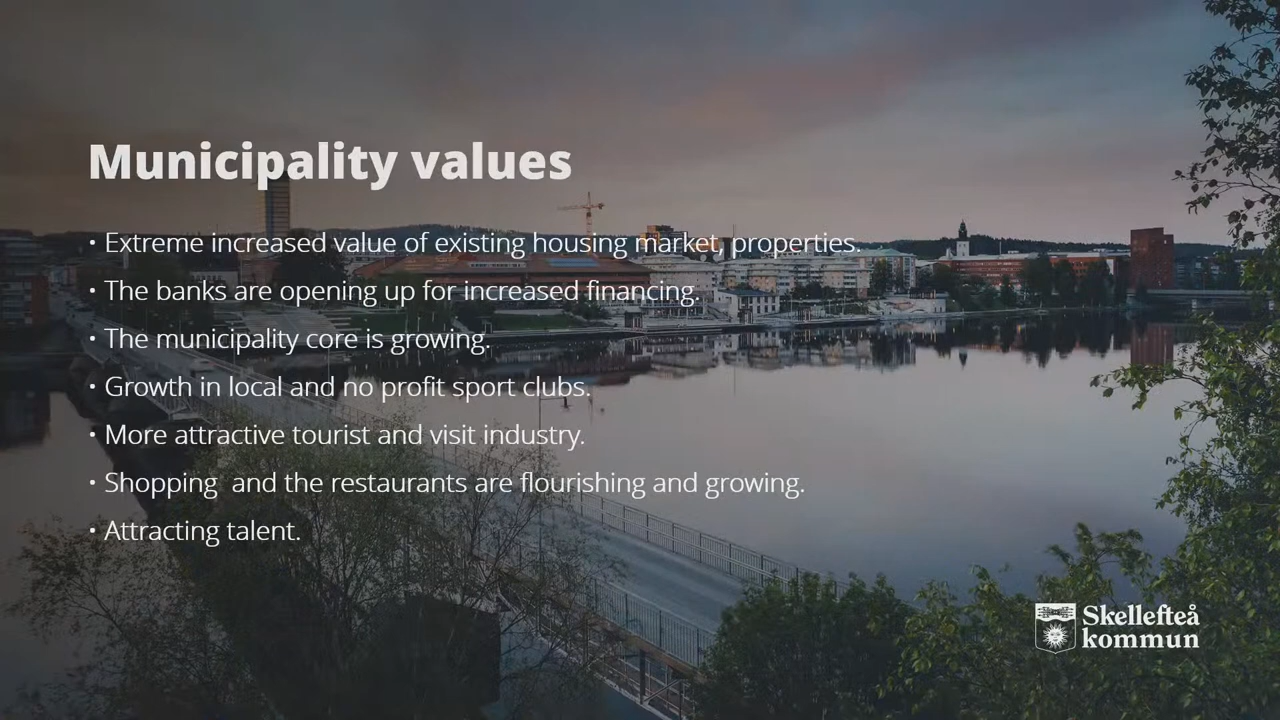 Municipality values
• Extreme increased value of existing housing market, properties.
• The banks are opening up for increased financing.
• The municipality core is growing.
• Growth in local and no profit sport clubs.
• More attractive tourist and visit industry.
• Shopping  and the restaurants are flourishing and growing.
• Attracting talent.
Skellefteå
kommun